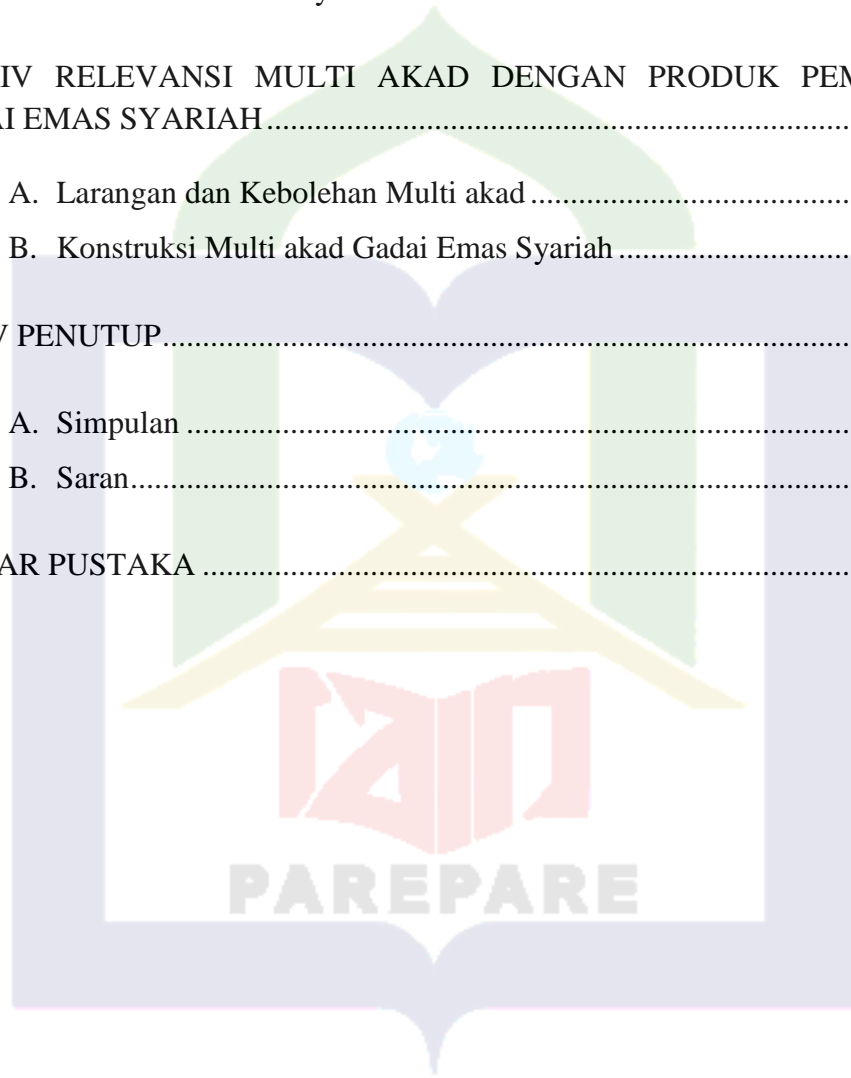 IV RELEVANSI MULTI AKAD DENGAN PRODUK PEM
AI EMAS SYARIAH........................................................................
A. Larangan dan Kebolehan Multi akad........................................
B. Konstruksi Multi akad Gadai Emas Syariah.............................
V PENUTUP.....................................................................................
A. Simpulan...................................................................................
B. Saran..........................................................................................
AR PUSTAKA................................................................................
iain
PAREPARE